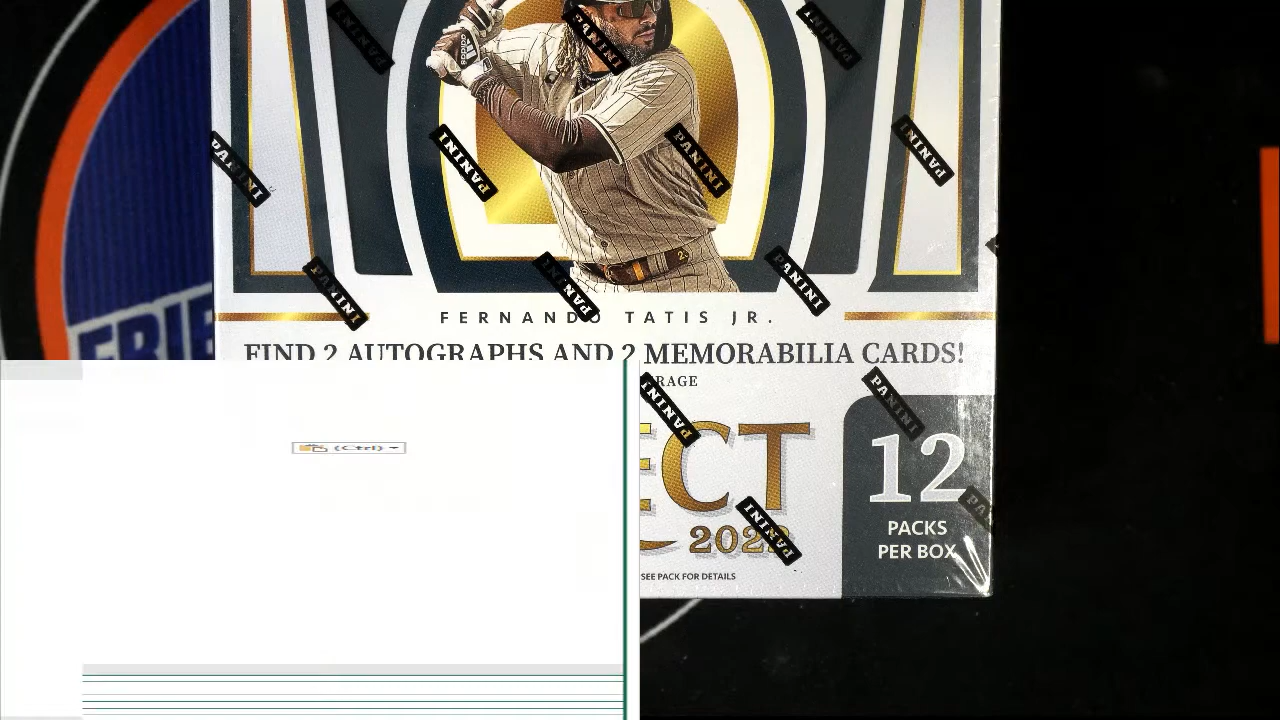 PANINI PANINI PANINI
PANINI PANINI PANINI PANINI
PANINI PANINI PANINI
FERNANDO TATIS JR.
FIND 2 AUTOGRAPHS AND 2 MEMORABILIA CARDS!
RAGE
PANINI PANINI
ECT
12
PACKS
PER BOX
PANINI
SEE PACK FOR DETAILS
(Ctrl)